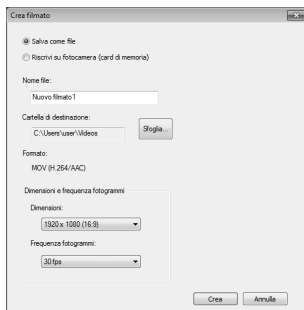 Crea filmato
Salva come file
Riscrivi su fotocamera (card di memoria)
Nome file:
Nuovo filmato1
Cartella di destinazione:
C:\Users\user\Videos
Sfoglia...
Formato:
MOV (H.264/AAC)
Dimensioni e frequenza fotogrammi
Dimensioni:
1920 x 1080 (16:9)
Frequenza fotogrammi:
30 fps
Crea Annulla